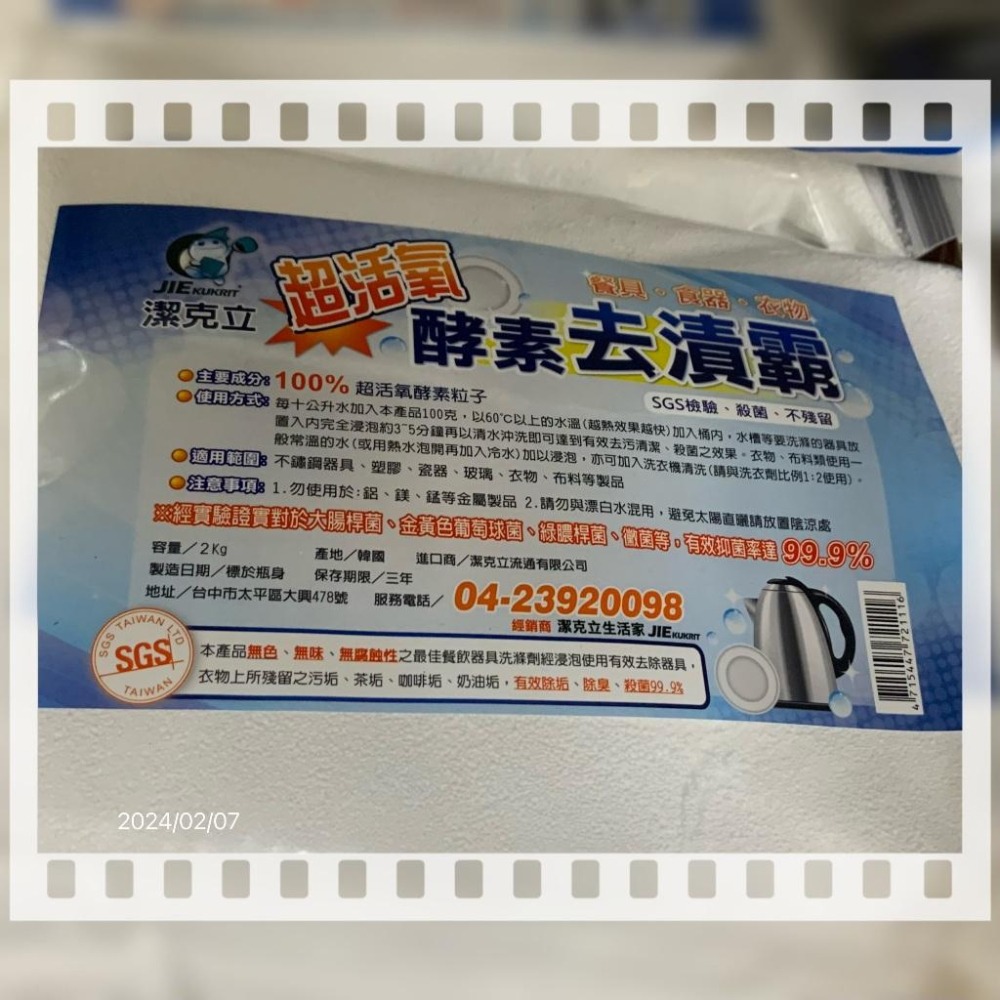 JIE KUKRIT
潔克立
超活氧
餐具。食器。衣物
酵素去漬霸
SGS檢驗、殺菌、不殘留
主要成分: 100% 超活氧酵素粒子
使用方式: 每十公升水加入本產品100克，以60℃以上的水溫(越熱效果越快)加入桶內，水槽等要洗滌的器具放
置入內完全浸泡約3~5分鐘再以清水沖洗即可達到有效去污清潔、殺菌之效果。衣物、布料類使用一
般常溫的水(或用熱水泡開再加入冷水)加以浸泡，亦可加入洗衣機清洗(請與洗衣劑比例1:2使用)。
適用範圍: 不鏽鋼器具、塑膠、瓷器、玻璃、衣物、布料等製品
注意事項: 1.勿使用於:鋁、鎂、錳等金屬製品 2.請勿與漂白水混用，避免太陽直曬請放置陰涼處
※經實驗證實對於大腸桿菌、金黃色葡萄球菌、綠膿桿菌、黴菌等，有效抑菌率達 99.9%
容量／2Kg 產地／韓國 進口商／潔克立流通有限公司
製造日期／標於瓶身 保存期限／三年
地址／台中市太平區大興478號 服務電話／ 04-23920098
經銷商 潔克立生活家 JIE KUKRIT
SGS TAIWAN LTD
SGS
TAIWAN
本產品無色、無味、無腐蝕性之最佳餐飲器具洗滌劑經浸泡使用有效去除器具，
衣物上所殘留之污垢、茶垢、咖啡垢、奶油垢，有效除垢、除臭、殺菌99.9%
4715447721116
2024/02/07